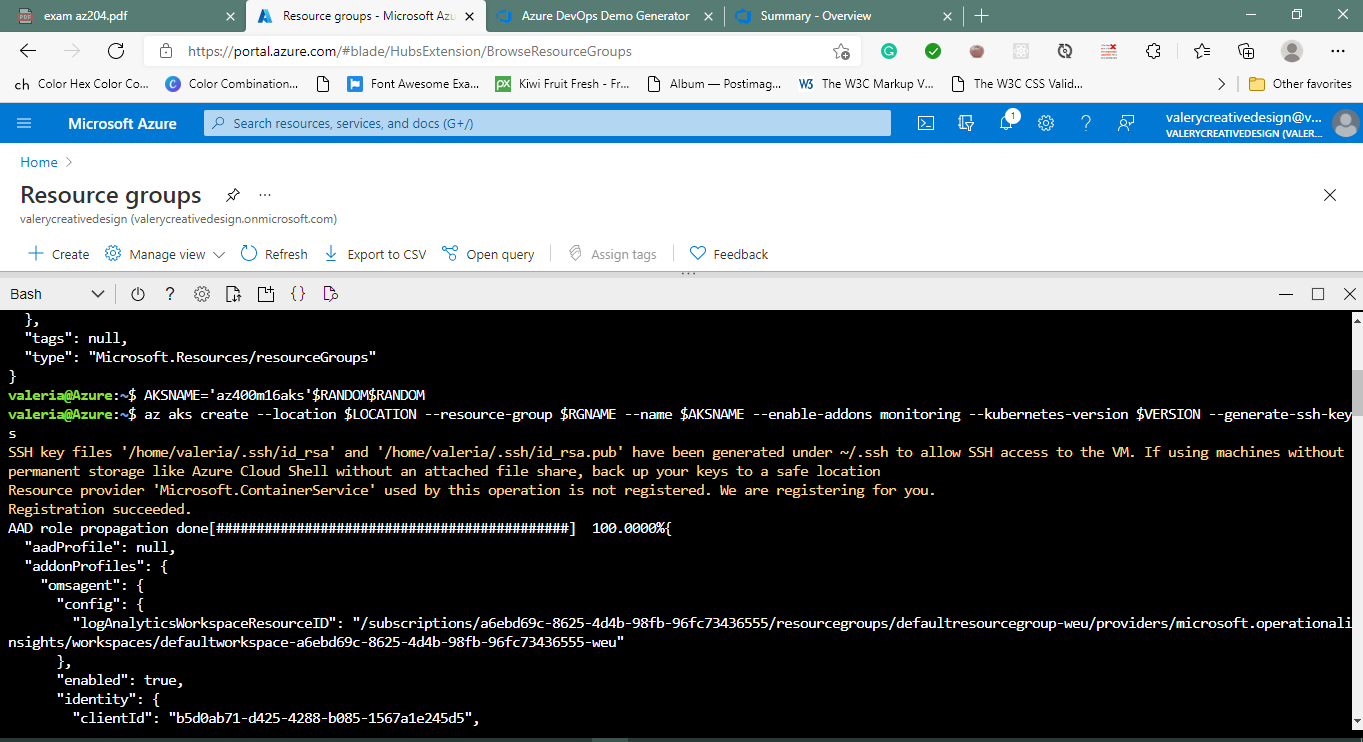 exam az204.pdf
Resource groups - Microsoft Azu
Azure DevOps Demo Generator
Summary - Overview
https://portal.azure.com/#blade/HubsExtension/BrowseResourceGroups
ch Color Hex Color Co...
C Color Combination...
Font Awesome Exa...
px Kiwi Fruit Fresh - Fr...
Album — Postimag...
W3 The W3C Markup V...
The W3C CSS Valid...
Other favorites
Microsoft Azure
Search resources, services, and docs (G+/)
1
valerycreativedesign@v...
VALERYCREATIVEDESIGN (VALER...
Home >
Resource groups
...
valerycreativedesign (valerycreativedesign.onmicrosoft.com)
+ Create
Manage view
Refresh
Export to CSV
Open query
Assign tags
Feedback
Bash
?
{}
},
"tags": null,
"type": "Microsoft.Resources/resourceGroups"
}
valeria@Azure:~$ AKSNAME='az400m16aks'$RANDOM$RANDOM
valeria@Azure:~$ az aks create --location $LOCATION --resource-group $RGNAME --name $AKSNAME --enable-addons monitoring --kubernetes-version $VERSION --generate-ssh-key
s
SSH key files '/home/valeria/.ssh/id_rsa' and '/home/valeria/.ssh/id_rsa.pub' have been generated under ~/.ssh to allow SSH access to the VM. If using machines without
permanent storage like Azure Cloud Shell without an attached file share, back up your keys to a safe location
Resource provider 'Microsoft.ContainerService' used by this operation is not registered. We are registering for you.
Registration succeeded.
AAD role propagation done[############################################]  100.0000%{
"aadProfile": null,
"addonProfiles": {
"omsagent": {
"config": {
"logAnalyticsWorkspaceResourceID": "/subscriptions/a6ebd69c-8625-4d4b-98fb-96fc73436555/resourcegroups/defaultresourcegroup-weu/providers/microsoft.operationali
nsights/workspaces/defaultworkspace-a6ebd69c-8625-4d4b-98fb-96fc73436555-weu"
},
"enabled": true,
"identity": {
"clientId": "b5d0ab71-d425-4288-b085-1567a1e245d5",